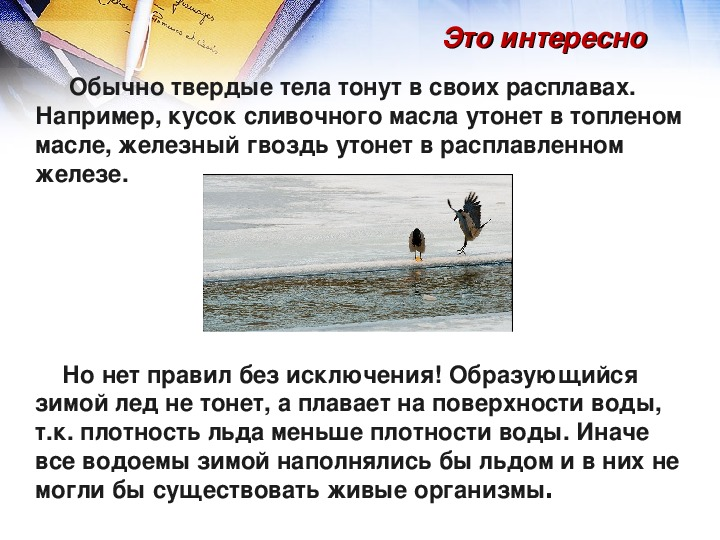 Это интересно
Обычно твердые тела тонут в своих расплавах.
Например, кусок сливочного масла утонет в топленом
масле, железный гвоздь утонет в расплавленном
железе.
Но нет правил без исключения! Образующийся
зимой лед не тонет, а плавает на поверхности воды,
т.к. плотность льда меньше плотности воды. Иначе
все водоемы зимой наполнялись бы льдом и в них не
могли бы существовать живые организмы.